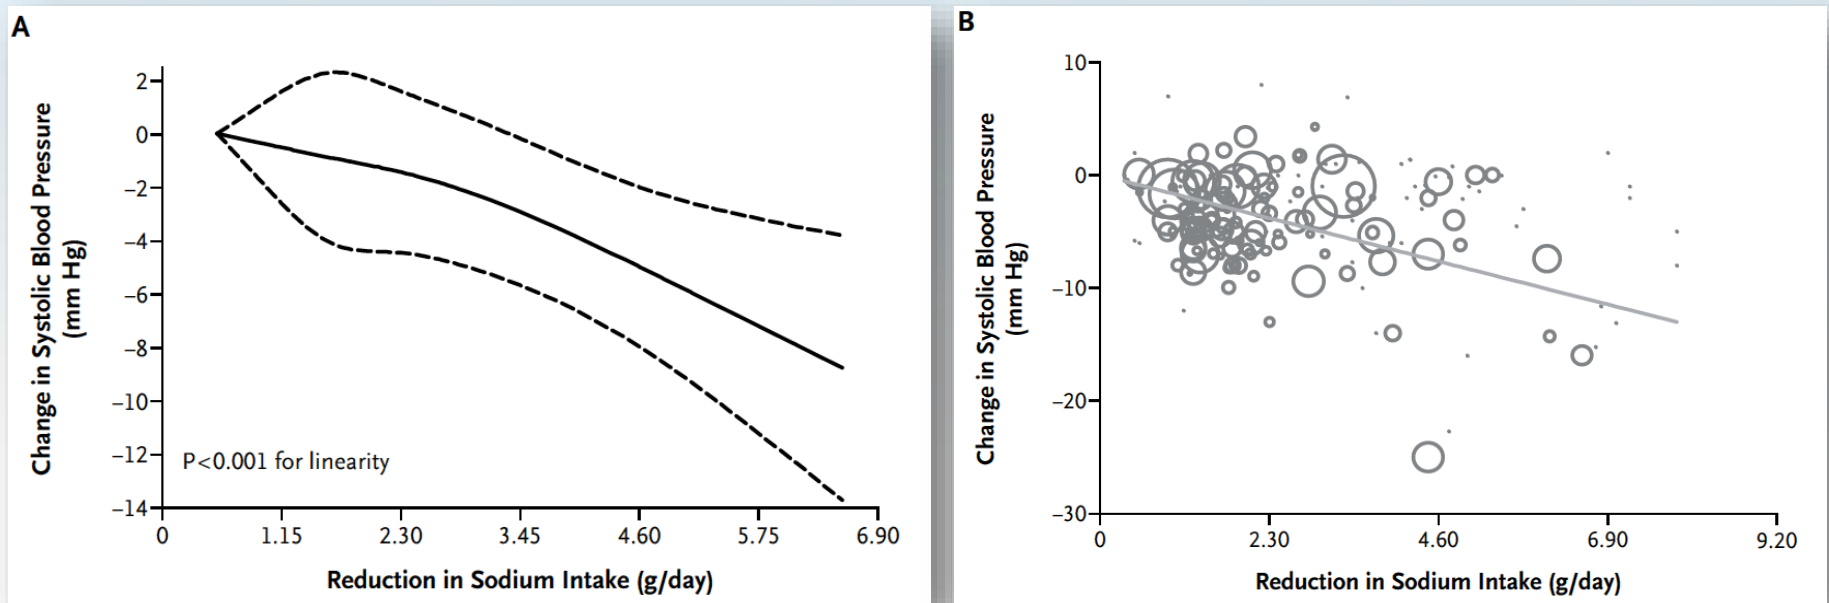 A
Change in Systolic Blood Pressure
(mm Hg)
2
0
−2
−4
−6
−8
−10
−12
−14
P<0.001 for linearity
0 1.15 2.30 3.45 4.60 5.75 6.90
Reduction in Sodium Intake (g/day)
B
Change in Systolic Blood Pressure
(mm Hg)
10
0
−10
−20
−30
0 2.30 4.60 6.90 9.20
Reduction in Sodium Intake (g/day)